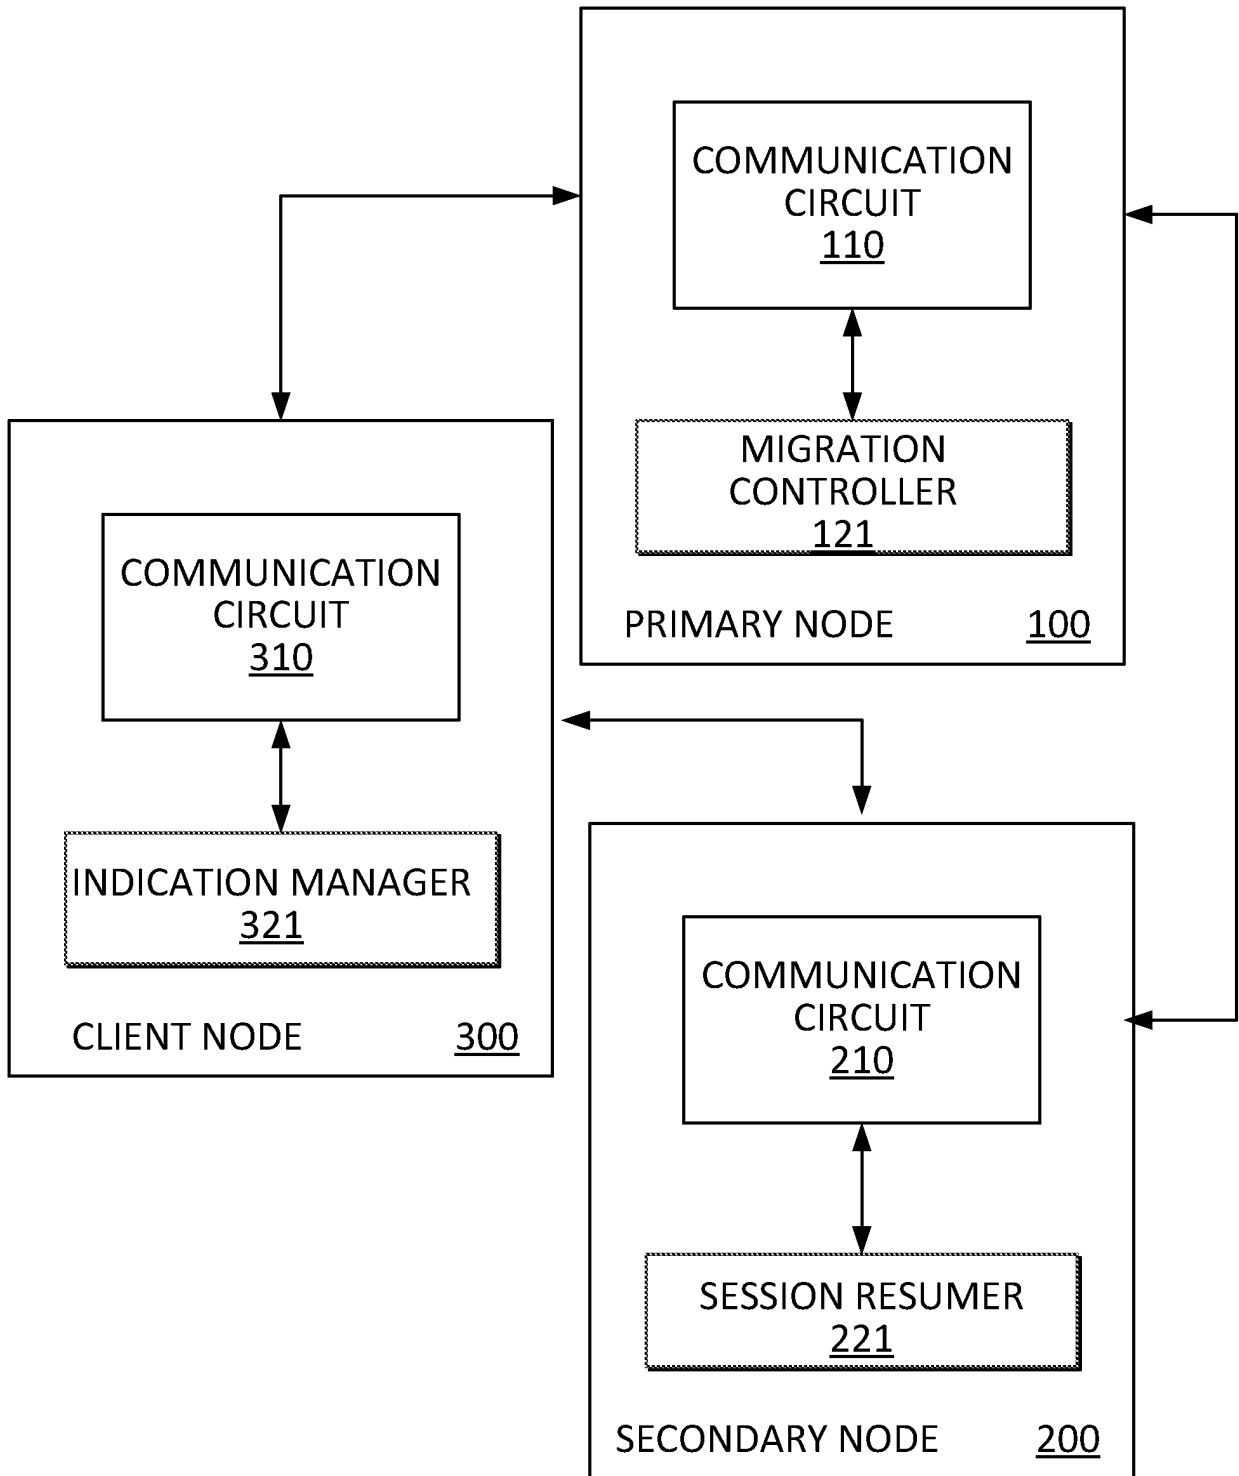 COMMUNICATION
CIRCUIT
110
MIGRATION
CONTROLLER
121
PRIMARY NODE 100
COMMUNICATION
CIRCUIT
310
INDICATION MANAGER
321
CLIENT NODE 300
COMMUNICATION
CIRCUIT
210
SESSION RESUMER
221
SECONDARY NODE 200